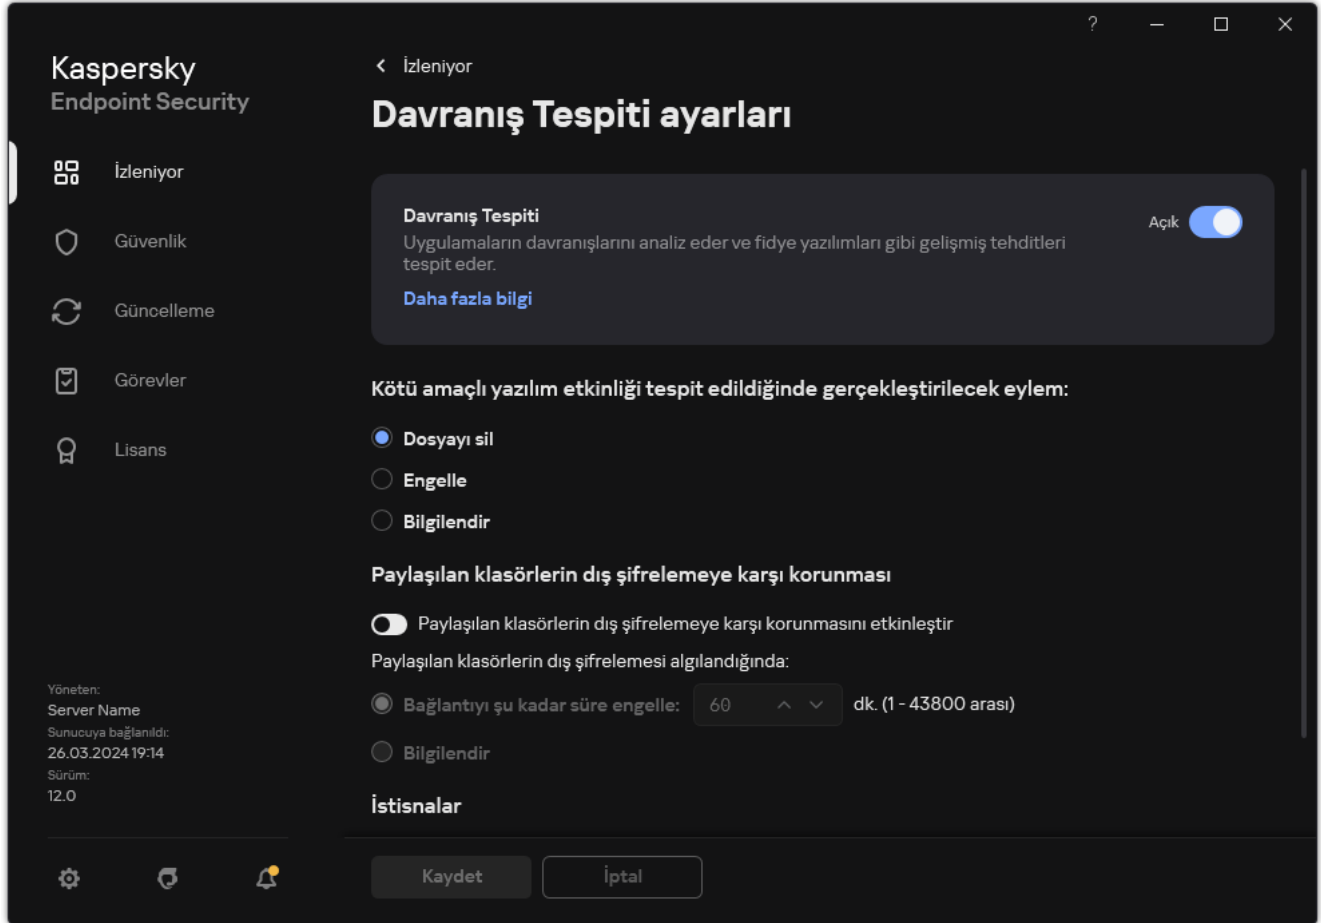 ?
Kaspersky
Endpoint Security
İzleniyor
Güvenlik
Güncelleme
Görevler
Lisans
Yöneten:
Server Name
Sunucuya bağlanıldı:
26.03.2024 19:14
Sürüm:
12.0
İzleniyor
Davranış Tespiti ayarları
Davranış Tespiti
Açık
Uygulamaların davranışlarını analiz eder ve fidye yazılımları gibi gelişmiş tehditleri
tespit eder.
Daha fazla bilgi
Kötü amaçlı yazılım etkinliği tespit edildiğinde gerçekleştirilecek eylem:
Dosyayı sil
Engelle
Bilgilendir
Paylaşılan klasörlerin dış şifrelemeye karşı korunması
Paylaşılan klasörlerin dış şifrelemeye karşı korunmasını etkinleştir
Paylaşılan klasörlerin dış şifrelemesi algılandığında:
Bağlantıyı şu kadar süre engelle: 60 dk. (1 - 43800 arası)
Bilgilendir
İstisnalar
Kaydet
İptal